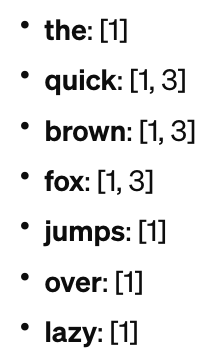 • the: [1]
• quick: [1, 3]
• brown: [1, 3]
• fox: [1, 3]
• jumps: [1]
• over: [1]
• lazy: [1]